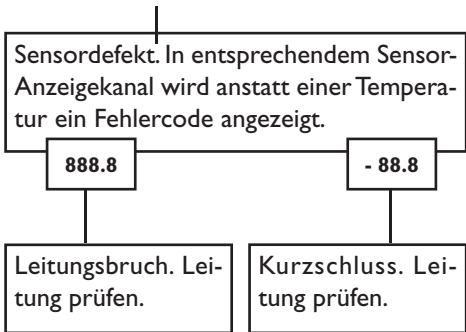 Sensordefekt. In entsprechendem Sensor-
Anzeigekanal wird anstatt einer Tempera-
tur ein Fehlercode angezeigt.
888.8
- 88.8
Leitungsbruch. Lei-
tung prüfen.
Kurzschluss. Lei-
tung prüfen.